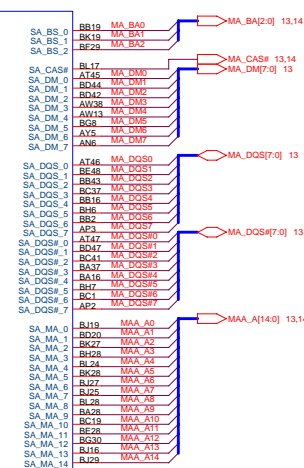 SA_BS_0 BB19 MA_BA0 MA_BA[2:0] 13,14
SA_BS_1 BK19 MA_BA1
SA_BS_2 BF29 MA_BA2
SA_CAS# BL17 MA_CAS# MA_CAS# 13,14
SA_DM_0 AT45 MA_DM0 MA_DM[7:0] 13
SA_DM_1 BD44 MA_DM1
SA_DM_2 BD42 MA_DM2
SA_DM_3 AW38 MA_DM3
SA_DM_4 AW13 MA_DM4
SA_DM_5 BG8 MA_DM5
SA_DM_6 AY5 MA_DM6
SA_DM_7 AN6 MA_DM7
SA_DQS_0 AT46 MA_DQS0 MA_DQS[7:0] 13
SA_DQS_1 BE48 MA_DQS1
SA_DQS_2 BB43 MA_DQS2
SA_DQS_3 BC37 MA_DQS3
SA_DQS_4 BB16 MA_DQS4
SA_DQS_5 BH6 MA_DQS5
SA_DQS_6 BB2 MA_DQS6
SA_DQS_7 AP3 MA_DQS7
SA_DQS#_0 AT47 MA_DQS#0 MA_DQS#[7:0] 13
SA_DQS#_1 BD47 MA_DQS#1
SA_DQS#_2 BC41 MA_DQS#2
SA_DQS#_3 BA37 MA_DQS#3
SA_DQS#_4 BA16 MA_DQS#4
SA_DQS#_5 BH7 MA_DQS#5
SA_DQS#_6 BC1 MA_DQS#6
SA_DQS#_7 AP2 MA_DQS#7
SA_MA_0 BJ19 MAA_A0 MAA_A[14:0] 13,14
SA_MA_1 BD20 MAA_A1
SA_MA_2 BK27 MAA_A2
SA_MA_3 BH28 MAA_A3
SA_MA_4 BL24 MAA_A4
SA_MA_5 BK28 MAA_A5
SA_MA_6 BJ27 MAA_A6
SA_MA_7 BJ25 MAA_A7
SA_MA_8 BL28 MAA_A8
SA_MA_9 BA28 MAA_A9
SA_MA_10 BC19 MAA_A10
SA_MA_11 BE28 MAA_A11
SA_MA_12 BG30 MAA_A12
SA_MA_13 BJ16 MAA_A13
SA_MA_14 BJ29 MAA_A14